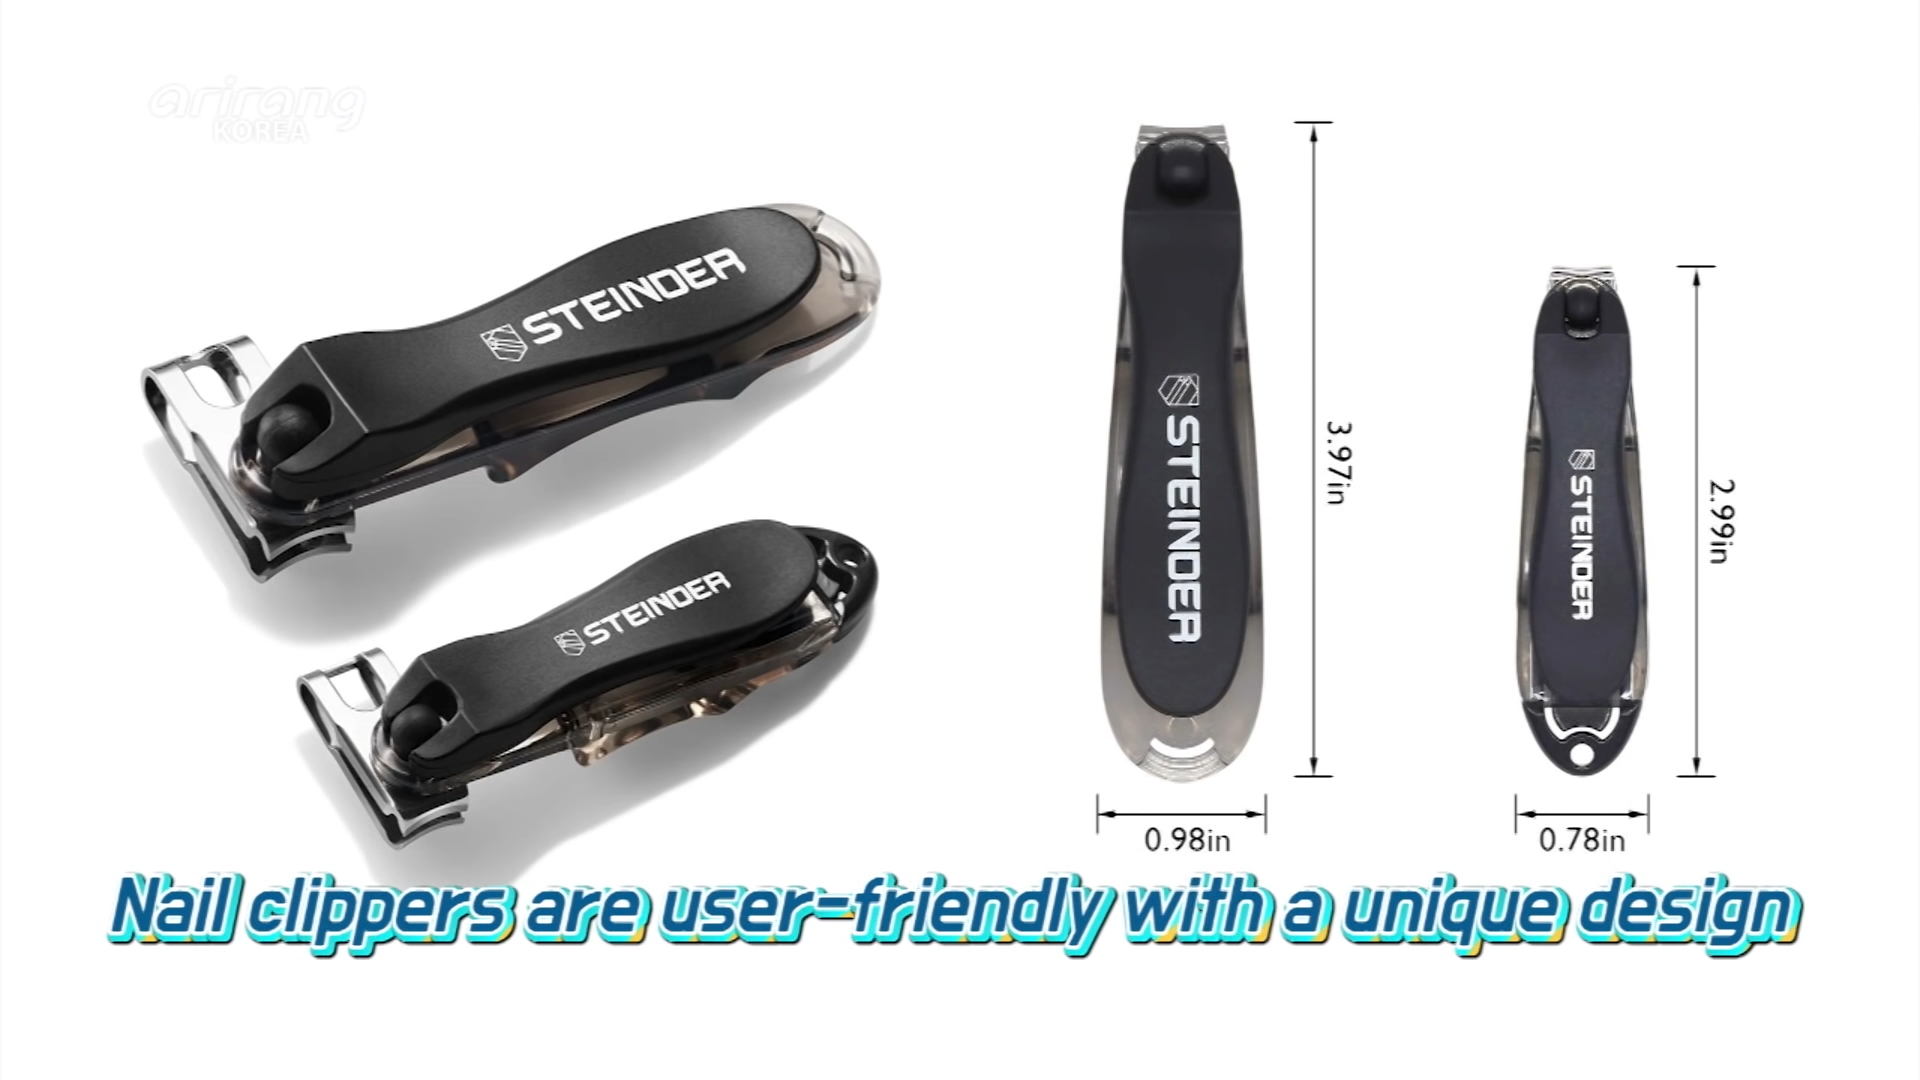 arirang
KOREA
STEINDER
STEINDER
STEINDER
3.97in
0.98in
STEINDER
2.99in
0.78in
Nail clippers are user-friendly with a unique design